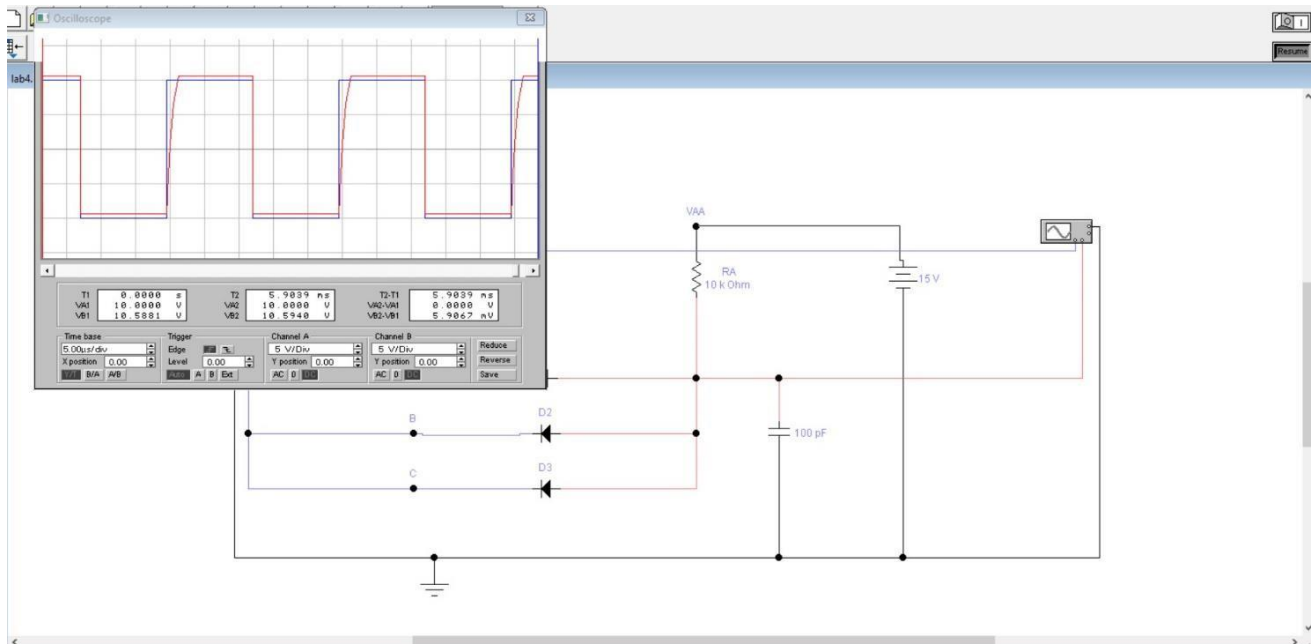 Oscilloscope
Resume
lab4.
T1 0.0000 s
VA1 10.0000 V
VB1 10.5881 V
T2 5.9039 ms
VA2 10.0000 V
VB2 10.5940 V
T2-T1 5.9039 ms
VA2-VA1 0.0000 V
VB2-VB1 5.9067 mV
Time base
5.00µs/div
X position 0.00
Y/T B/A A/B
Trigger
Edge
Level 0.00
Auto A B Ext
Channel A
5 V/Div
Y position 0.00
AC 0 DC
Channel B
5 V/Div
Y position 0.00
AC 0 DC
Reduce
Reverse
Save
VAA
RA
10 k Ohm
15 V
B
D2
100 pF
C
D3